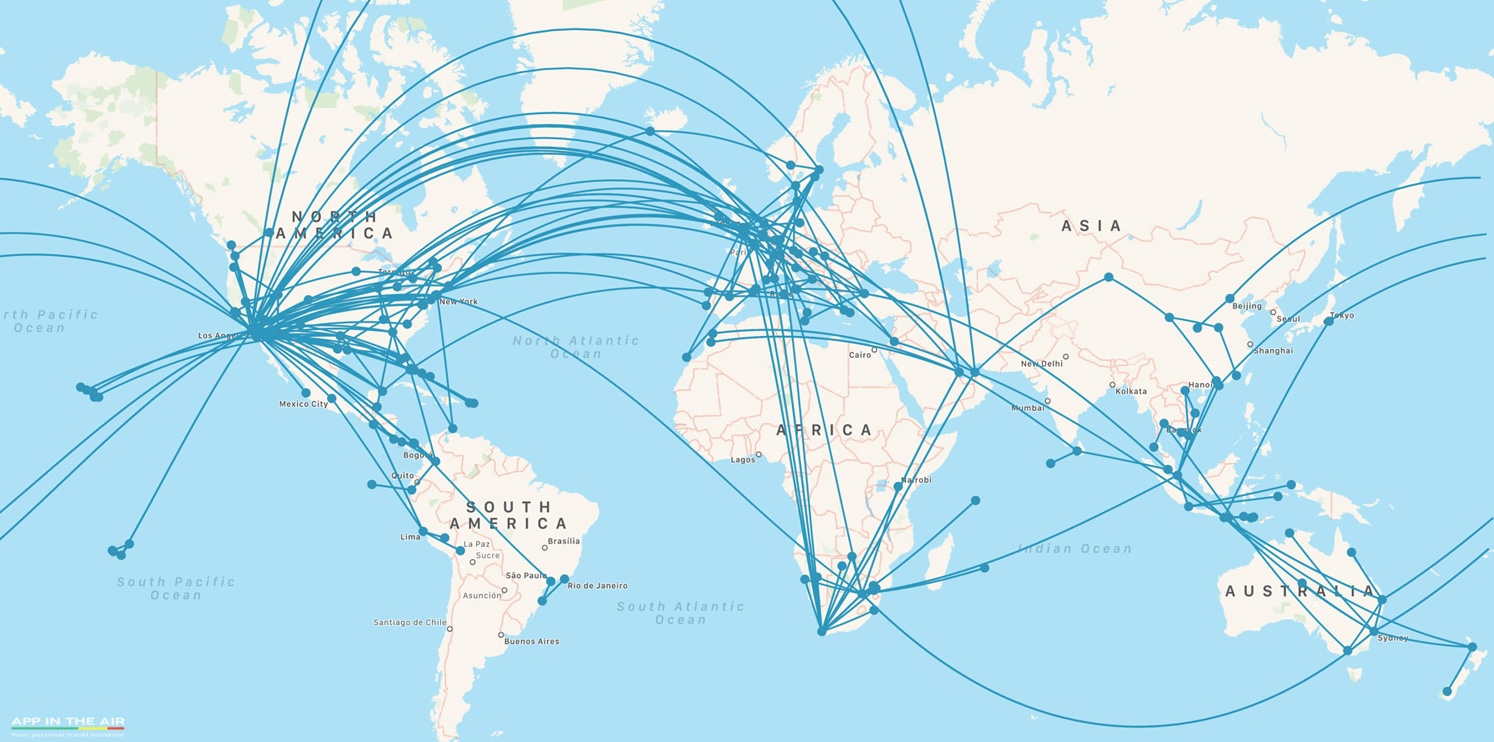 NORTH
AMERICA
ASIA
Toronto
New York
Paris
Los Ang
rth Pacific
Ocean
North Atlantic
Ocean
Beijing
Seoul
Tokyo
Shanghai
Cairo
New Delhi
Kolkata
Hanoi
Mumbai
Mexico City
AFRICA
Bangkok
Bogotá
Lagos
Quito
Nairobi
SOUTH
AMERICA
Lima
La Paz
Brasília
Sucre
Indian Ocean
South Pacific
Ocean
São Paulo
Rio de Janeiro
Asunción
AUSTRALIA
South Atlantic
Ocean
Santiago de Chile
Buenos Aires
Sydney
APP IN THE AIR
Your personal travel assistant